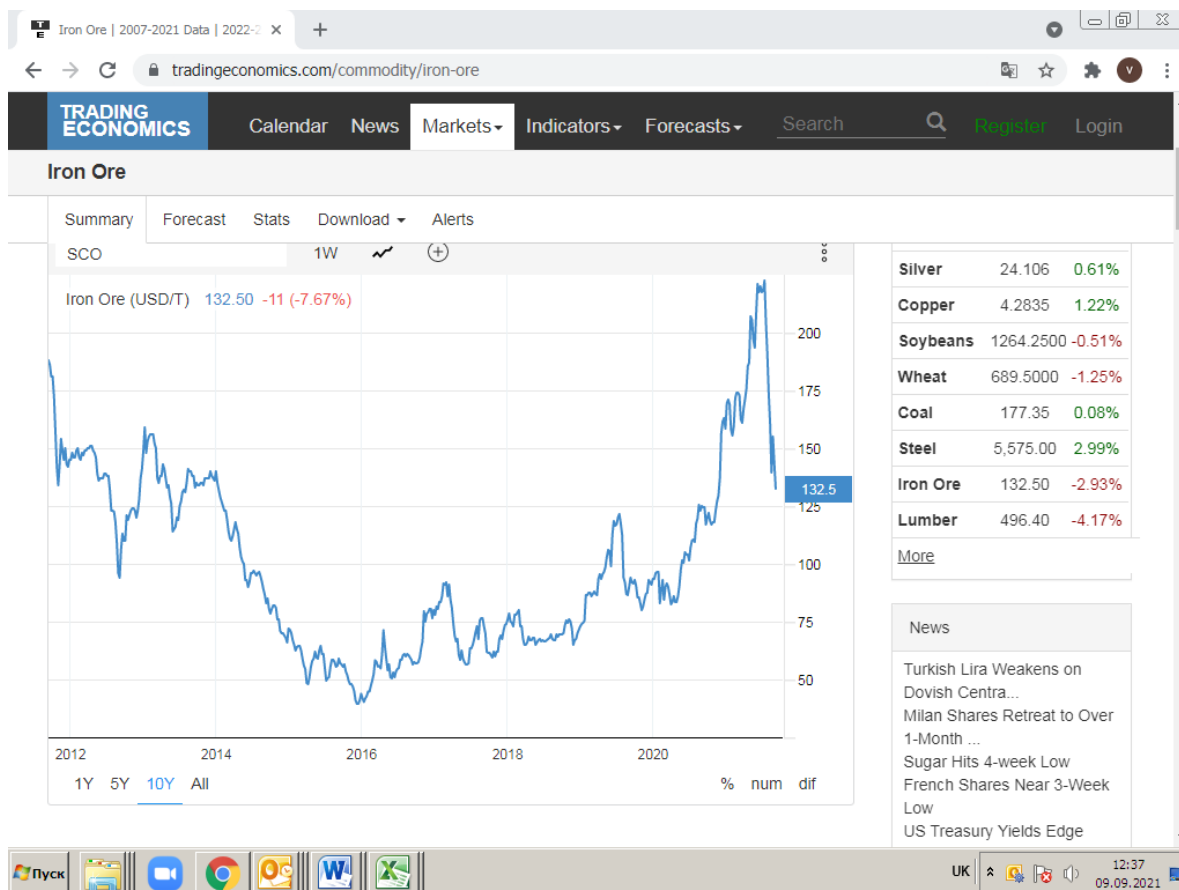 TE Iron Ore | 2007-2021 Data | 2022-2
tradingeconomics.com/commodity/iron-ore
V
TRADING
ECONOMICS
Calendar News Markets Indicators Forecasts Search Register Login
Iron Ore
Summary Forecast Stats Download Alerts
SCO 1W
Iron Ore (USD/T) 132.50 -11 (-7.67%)
200
175
150
132.5
125
100
75
50
2012 2014 2016 2018 2020
1Y 5Y 10Y All % num dif
Silver 24.106 0.61%
Copper 4.2835 1.22%
Soybeans 1264.2500 -0.51%
Wheat 689.5000 -1.25%
Coal 177.35 0.08%
Steel 5,575.00 2.99%
Iron Ore 132.50 -2.93%
Lumber 496.40 -4.17%
More
News
Turkish Lira Weakens on
Dovish Centra...
Milan Shares Retreat to Over
1-Month ...
Sugar Hits 4-week Low
French Shares Near 3-Week
Low
US Treasury Yields Edge
Пуск
UK
12:37
09.09.2021